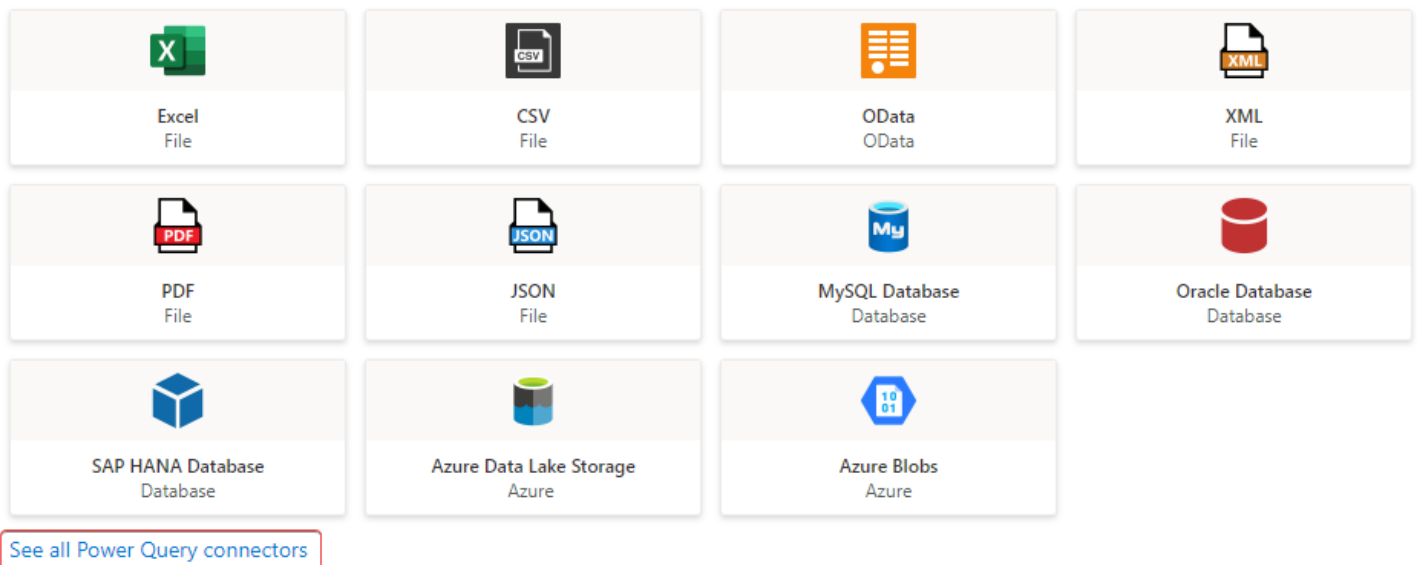 X
CSV
XML
Excel
File
CSV
File
OData
OData
XML
File
PDF
JSON
My
PDF
File
JSON
File
MySQL Database
Database
Oracle Database
Database
10
01
SAP HANA Database
Database
Azure Data Lake Storage
Azure
Azure Blobs
Azure
See all Power Query connectors